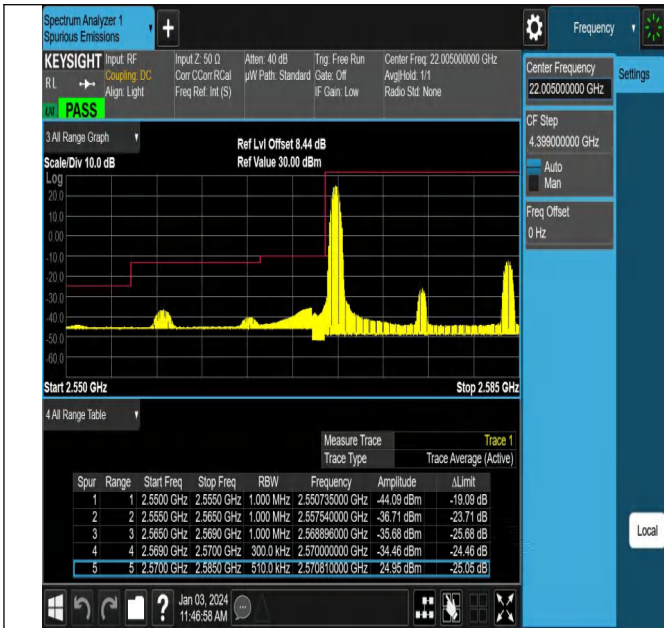 Spectrum Analyzer 1
Spurious Emissions
Frequency
KEYSIGHT Input: RF Input Z: 50 Ω Atten: 40 dB Trig: Free Run Center Freq: 22.005000000 GHz
RL Coupling: DC Corr CCorr RCal µW Path: Standard Gate: Off Avg|Hold: 1/1
Align: Light Freq Ref: Int (S) IF Gain: Low Radio Std: None
PASS
Center Frequency
22.005000000 GHz
Settings
CF Step
4.399000000 GHz
Auto
Man
Freq Offset
0 Hz
3 All Range Graph
Ref Lvl Offset 8.44 dB
Scale/Div 10.0 dB Ref Value 30.00 dBm
Log
20.0
10.0
0.00
-10.0
-20.0
-30.0
-40.0
-50.0
-60.0
Start 2.550 GHz Stop 2.585 GHz
4 All Range Table
Measure Trace Trace 1
Trace Type Trace Average (Active)
Spur Range Start Freq Stop Freq RBW Frequency Amplitude ΔLimit
1 1 2.5500 GHz 2.5550 GHz 1.000 MHz 2.550735000 GHz -44.09 dBm -19.09 dB
2 2 2.5550 GHz 2.5650 GHz 1.000 MHz 2.557540000 GHz -36.71 dBm -23.71 dB
3 3 2.5650 GHz 2.5690 GHz 1.000 MHz 2.568896000 GHz -35.68 dBm -25.68 dB
4 4 2.5690 GHz 2.5700 GHz 300.0 kHz 2.570000000 GHz -34.46 dBm -24.46 dB
5 5 2.5700 GHz 2.5850 GHz 510.0 kHz 2.570810000 GHz 24.95 dBm -25.05 dB
Local
Jan 03, 2024
11:46:58 AM